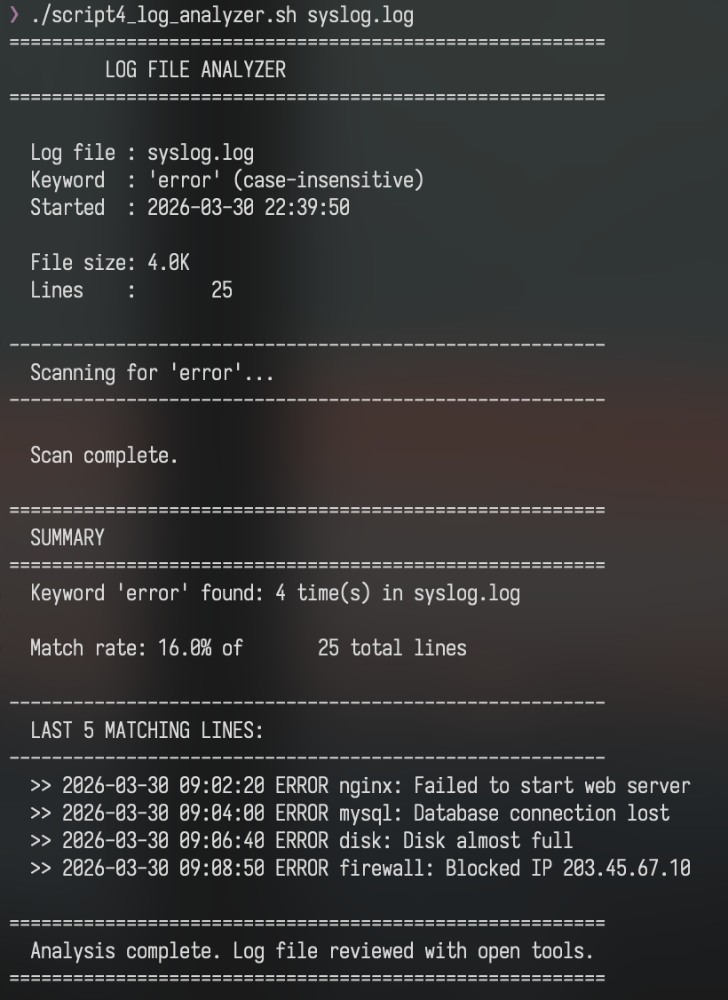 ❯ ./script4_log_analyzer.sh syslog.log
========================================================
         LOG FILE ANALYZER
========================================================

  Log file : syslog.log
  Keyword  : 'error' (case-insensitive)
  Started  : 2026-03-30 22:39:50

  File size: 4.0K
  Lines    :       25

--------------------------------------------------------
  Scanning for 'error'...
--------------------------------------------------------

  Scan complete.

========================================================
  SUMMARY
========================================================
  Keyword 'error' found: 4 time(s) in syslog.log

  Match rate: 16.0% of       25 total lines

--------------------------------------------------------
  LAST 5 MATCHING LINES:
--------------------------------------------------------
  >> 2026-03-30 09:02:20 ERROR nginx: Failed to start web server
  >> 2026-03-30 09:04:00 ERROR mysql: Database connection lost
  >> 2026-03-30 09:06:40 ERROR disk: Disk almost full
  >> 2026-03-30 09:08:50 ERROR firewall: Blocked IP 203.45.67.10

========================================================
  Analysis complete. Log file reviewed with open tools.
========================================================